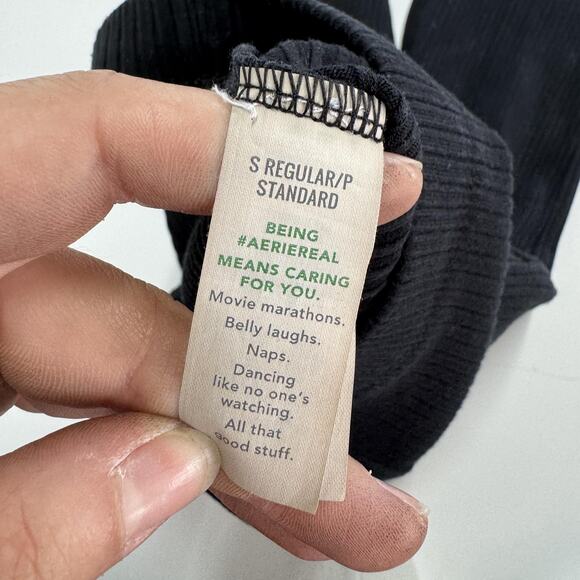 S REGULAR/P
STANDARD
BEING
#AERIEREAL
MEANS CARING
FOR YOU.
Movie marathons.
Belly laughs.
Naps.
Dancing
like no one's
watching.
All that
good stuff.